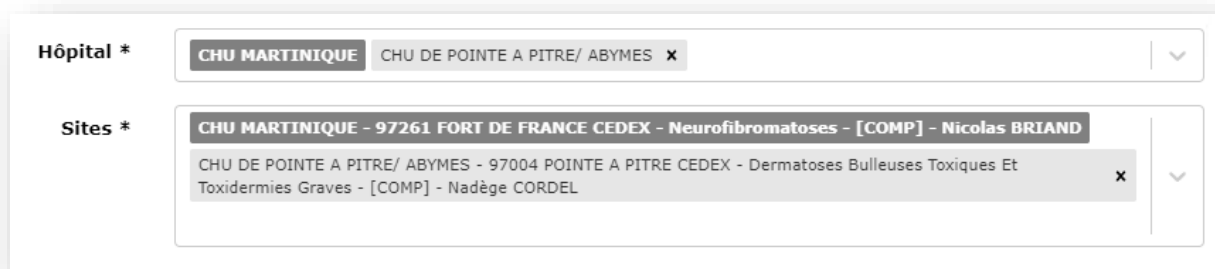 Hôpital *
CHU MARTINIQUE CHU DE POINTE A PITRE/ ABYMES x
Sites *
CHU MARTINIQUE - 97261 FORT DE FRANCE CEDEX - Neurofibromatoses - [COMP] - Nicolas BRIAND
CHU DE POINTE A PITRE/ ABYMES - 97004 POINTE A PITRE CEDEX - Dermatoses Bulleuses Toxiques Et
Toxidermies Graves - [COMP] - Nadège CORDEL x